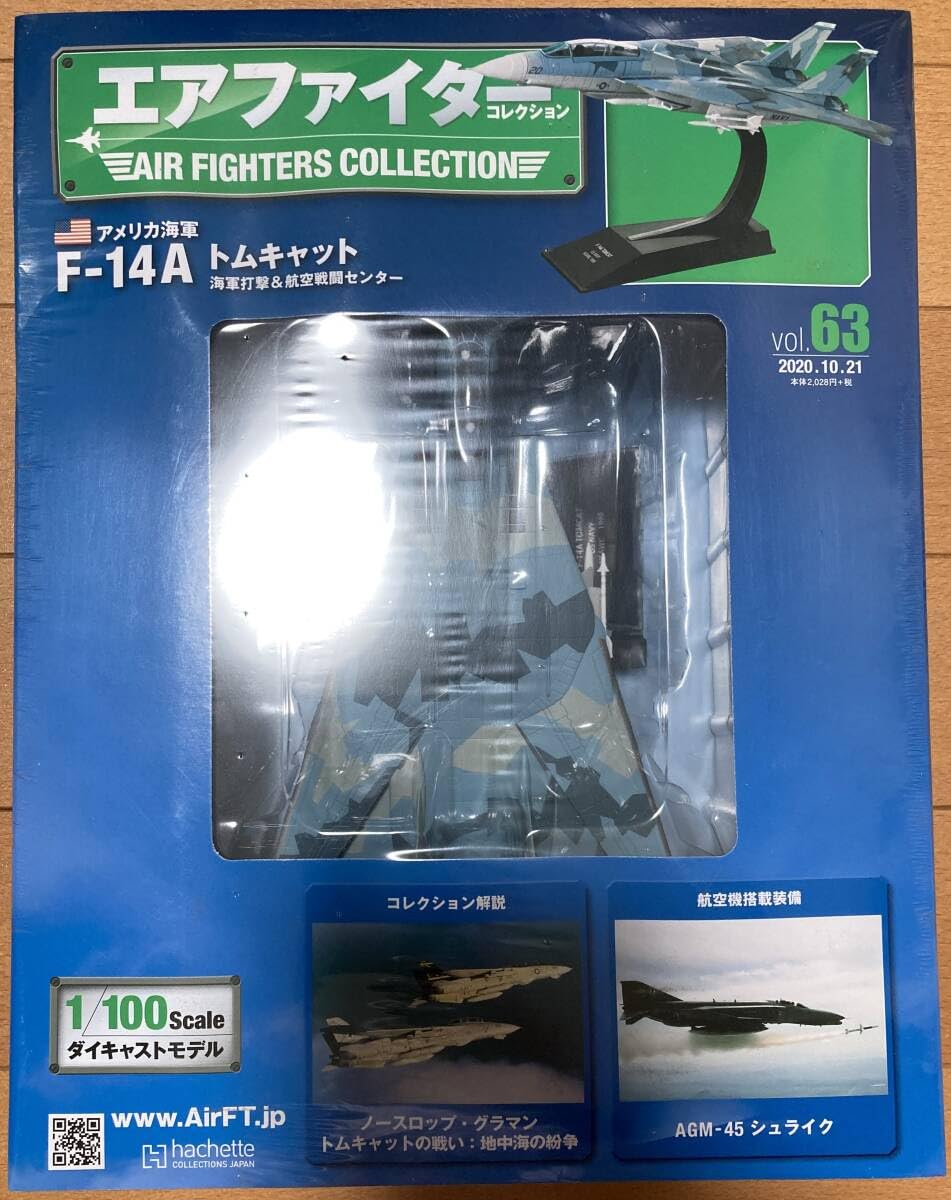 エアファイター
コレクション
AIR FIGHTERS COLLECTION
アメリカ海軍
F-14A トムキャット
海軍打撃&航空戦闘センター
vol.63
2020.10.21
本体2,028円+税
コレクション解説
ノースロップ・グラマン
トムキャットの戦い:地中海の紛争
航空機搭載装備
AGM-45 シュライク
1/100 Scale
ダイキャストモデル
www.AirFT.jp
hachette
COLLECTIONS JAPAN